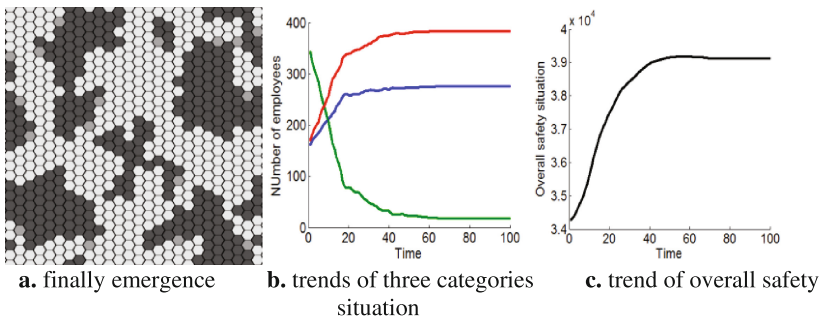 400
300
200
100
0
NUmber of employees
0 20 40 60 80 100
Time
x 10⁴
4
3.9
3.8
3.7
3.6
3.5
3.4
Overall safety situation
0 20 40 60 80 100
Time
a. finally emergence
b. trends of three categories
situation
c. trend of overall safety